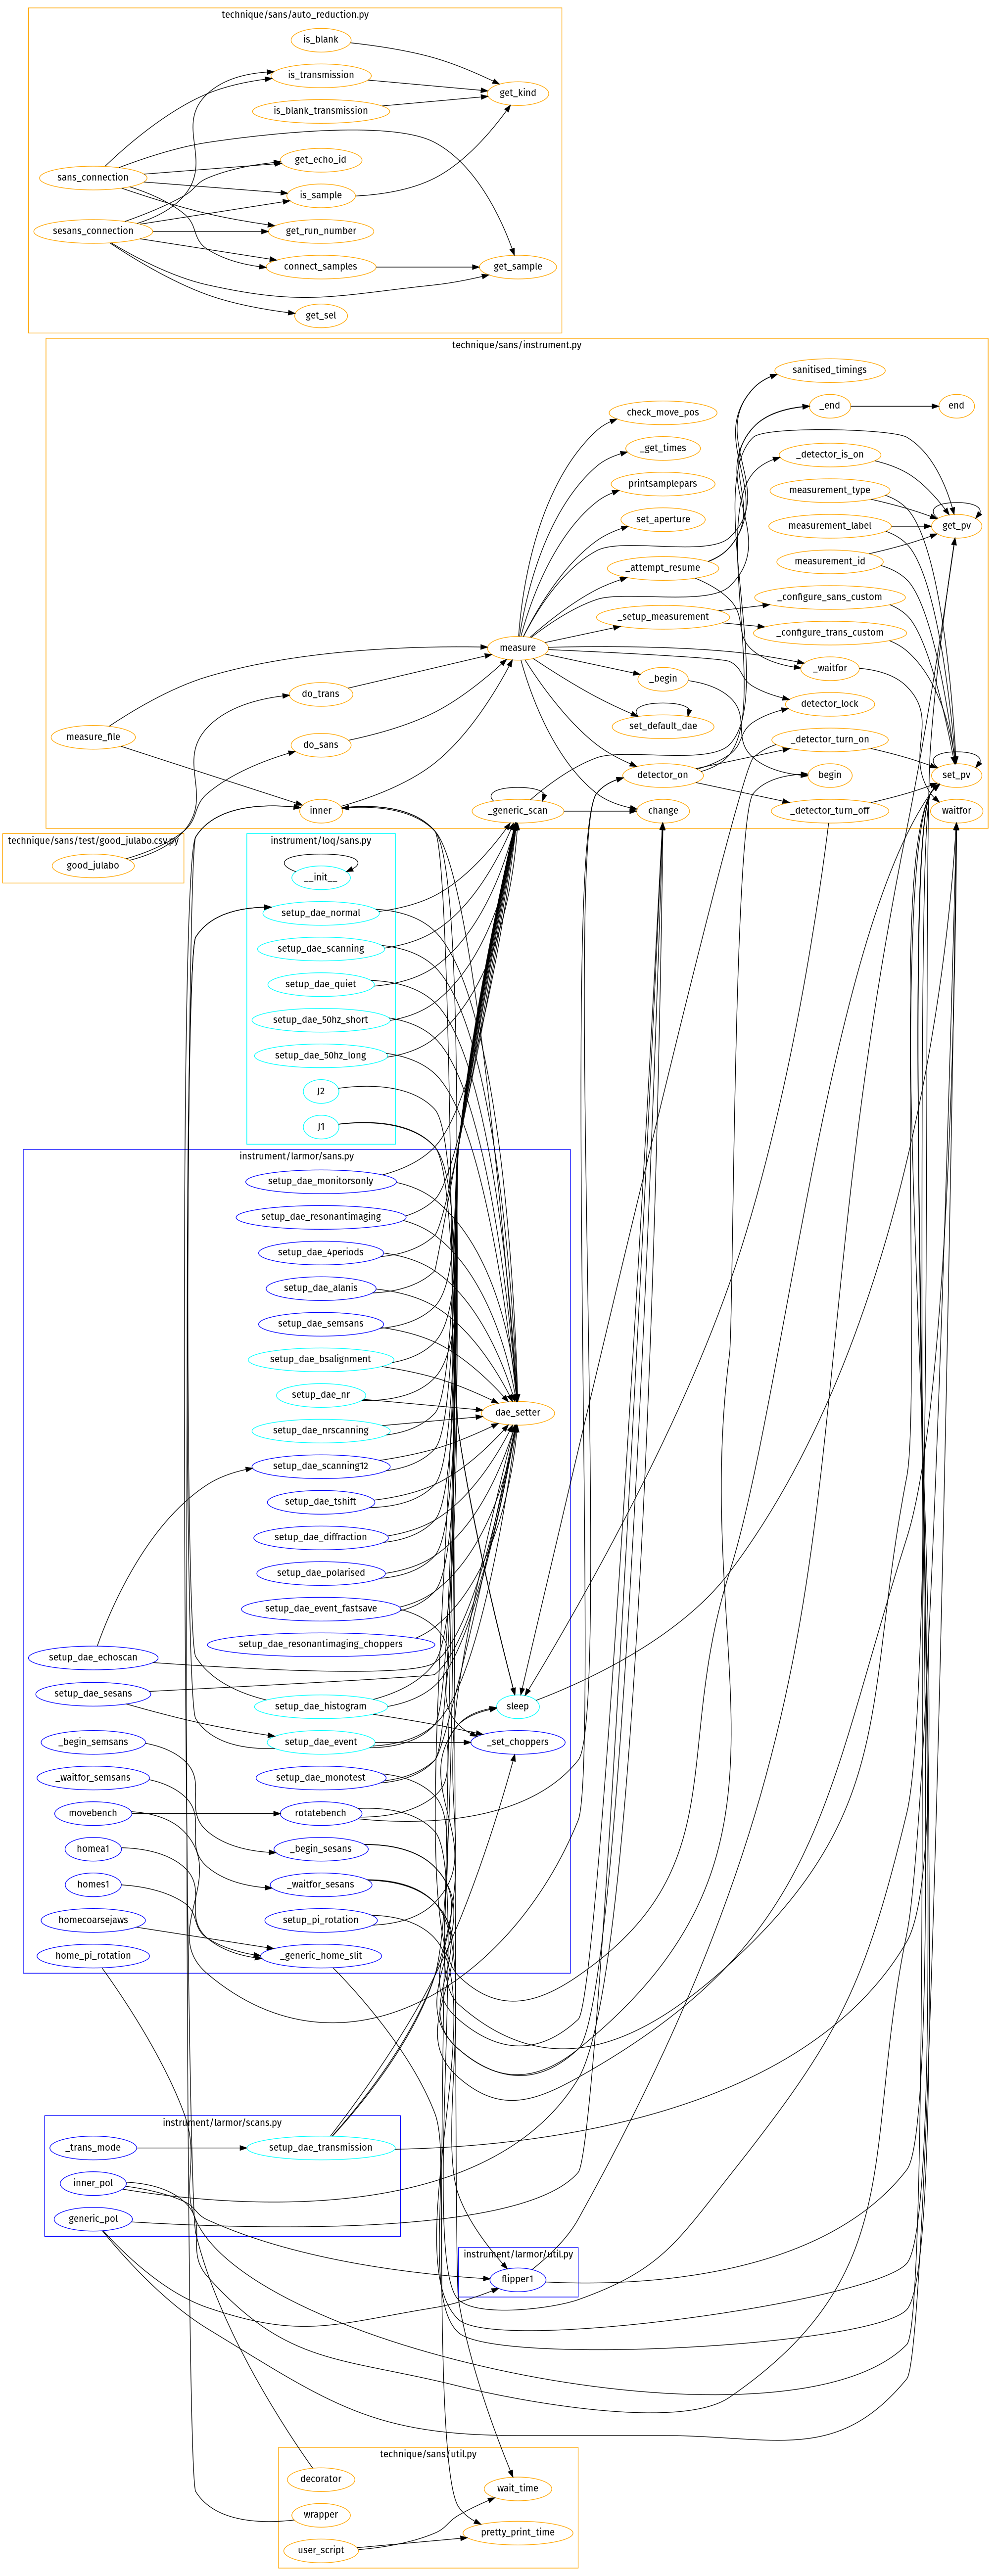 technique/sans/auto_reduction.py
is_blank
is_transmission
get_kind
is_blank_transmission
get_echo_id
sans_connection
is_sample
sesans_connection
get_run_number
connect_samples
get_sample
get_sel
technique/sans/instrument.py
sanitised_timings
check_move_pos
_end
end
_get_times
_detector_is_on
printsamplepars
measurement_type
set_aperture
measurement_label
get_pv
_attempt_resume
measurement_id
_setup_measurement
_configure_sans_custom
_configure_trans_custom
measure
_waitfor
_begin
do_trans
detector_lock
set_default_dae
measure_file
do_sans
_detector_turn_on
detector_on
begin
set_pv
inner
_generic_scan
change
_detector_turn_off
waitfor
technique/sans/test/good_julabo.csv.py
good_julabo
instrument/loq/sans.py
__init__
setup_dae_normal
setup_dae_scanning
setup_dae_quiet
setup_dae_50hz_short
setup_dae_50hz_long
J2
J1
instrument/larmor/sans.py
setup_dae_monitorsonly
setup_dae_resonantimaging
setup_dae_4periods
setup_dae_alanis
setup_dae_semsans
setup_dae_bsalignment
setup_dae_nr
dae_setter
setup_dae_nrscanning
setup_dae_scanning12
setup_dae_tshift
setup_dae_diffraction
setup_dae_polarised
setup_dae_event_fastsave
setup_dae_resonantimaging_choppers
setup_dae_echoscan
setup_dae_sesans
setup_dae_histogram
sleep
_begin_semsans
setup_dae_event
_set_choppers
_waitfor_semsans
setup_dae_monotest
movebench
rotatebench
homea1
_begin_sesans
homes1
_waitfor_sesans
homecoarsejaws
setup_pi_rotation
home_pi_rotation
_generic_home_slit
instrument/larmor/scans.py
_trans_mode
setup_dae_transmission
inner_pol
generic_pol
instrument/larmor/util.py
flipper1
technique/sans/util.py
decorator
wait_time
wrapper
pretty_print_time
user_script